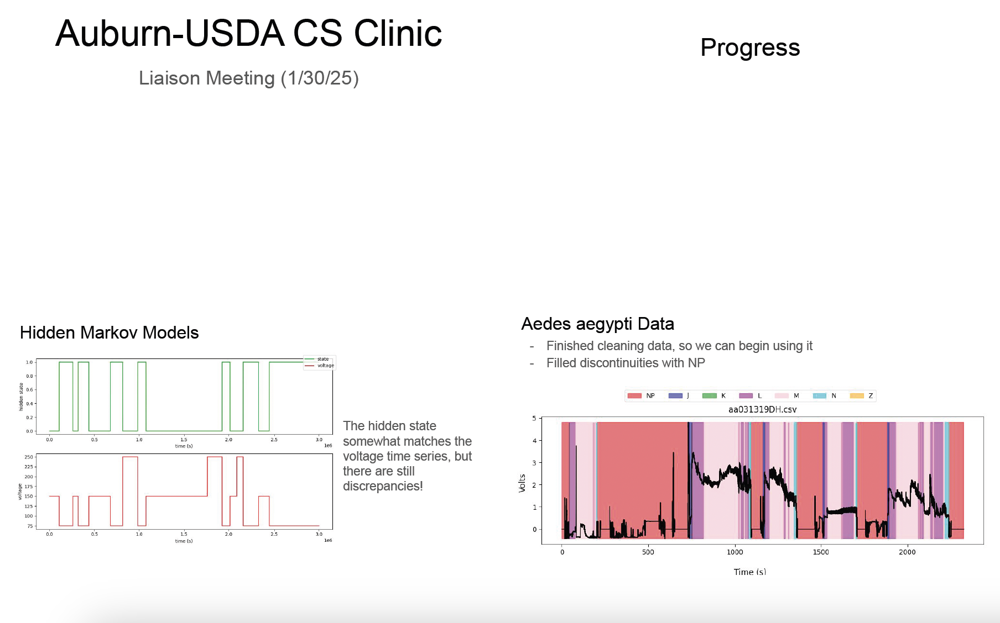 Auburn-USDA CS Clinic
Liaison Meeting (1/30/25)
Progress
Hidden Markov Models
state
voltage
1.0
0.8
0.6
0.4
0.2
0.0
hidden state
0.0 0.5 1.0 1.5 2.0 2.5 3.0
1e6
time (s)
250
225
200
175
150
125
100
75
voltage
0.0 0.5 1.0 1.5 2.0 2.5 3.0
1e6
time (s)
The hidden state
somewhat matches the
voltage time series, but
there are still
discrepancies!
Aedes aegypti Data
- Finished cleaning data, so we can begin using it
- Filled discontinuities with NP
NP J K L M N Z
aa031319DH.csv
5
4
3
2
1
0
Volts
0 500 1000 1500 2000
Time (s)